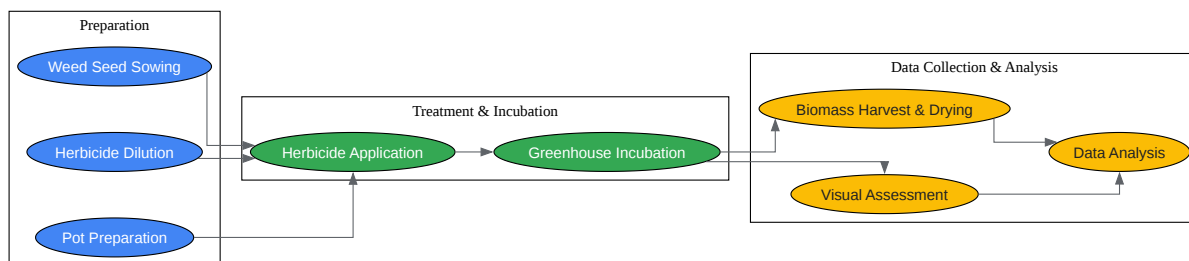 Preparation
Weed Seed Sowing
Herbicide Dilution
Pot Preparation
Treatment & Incubation
Herbicide Application
Greenhouse Incubation
Data Collection & Analysis
Biomass Harvest & Drying
Visual Assessment
Data Analysis